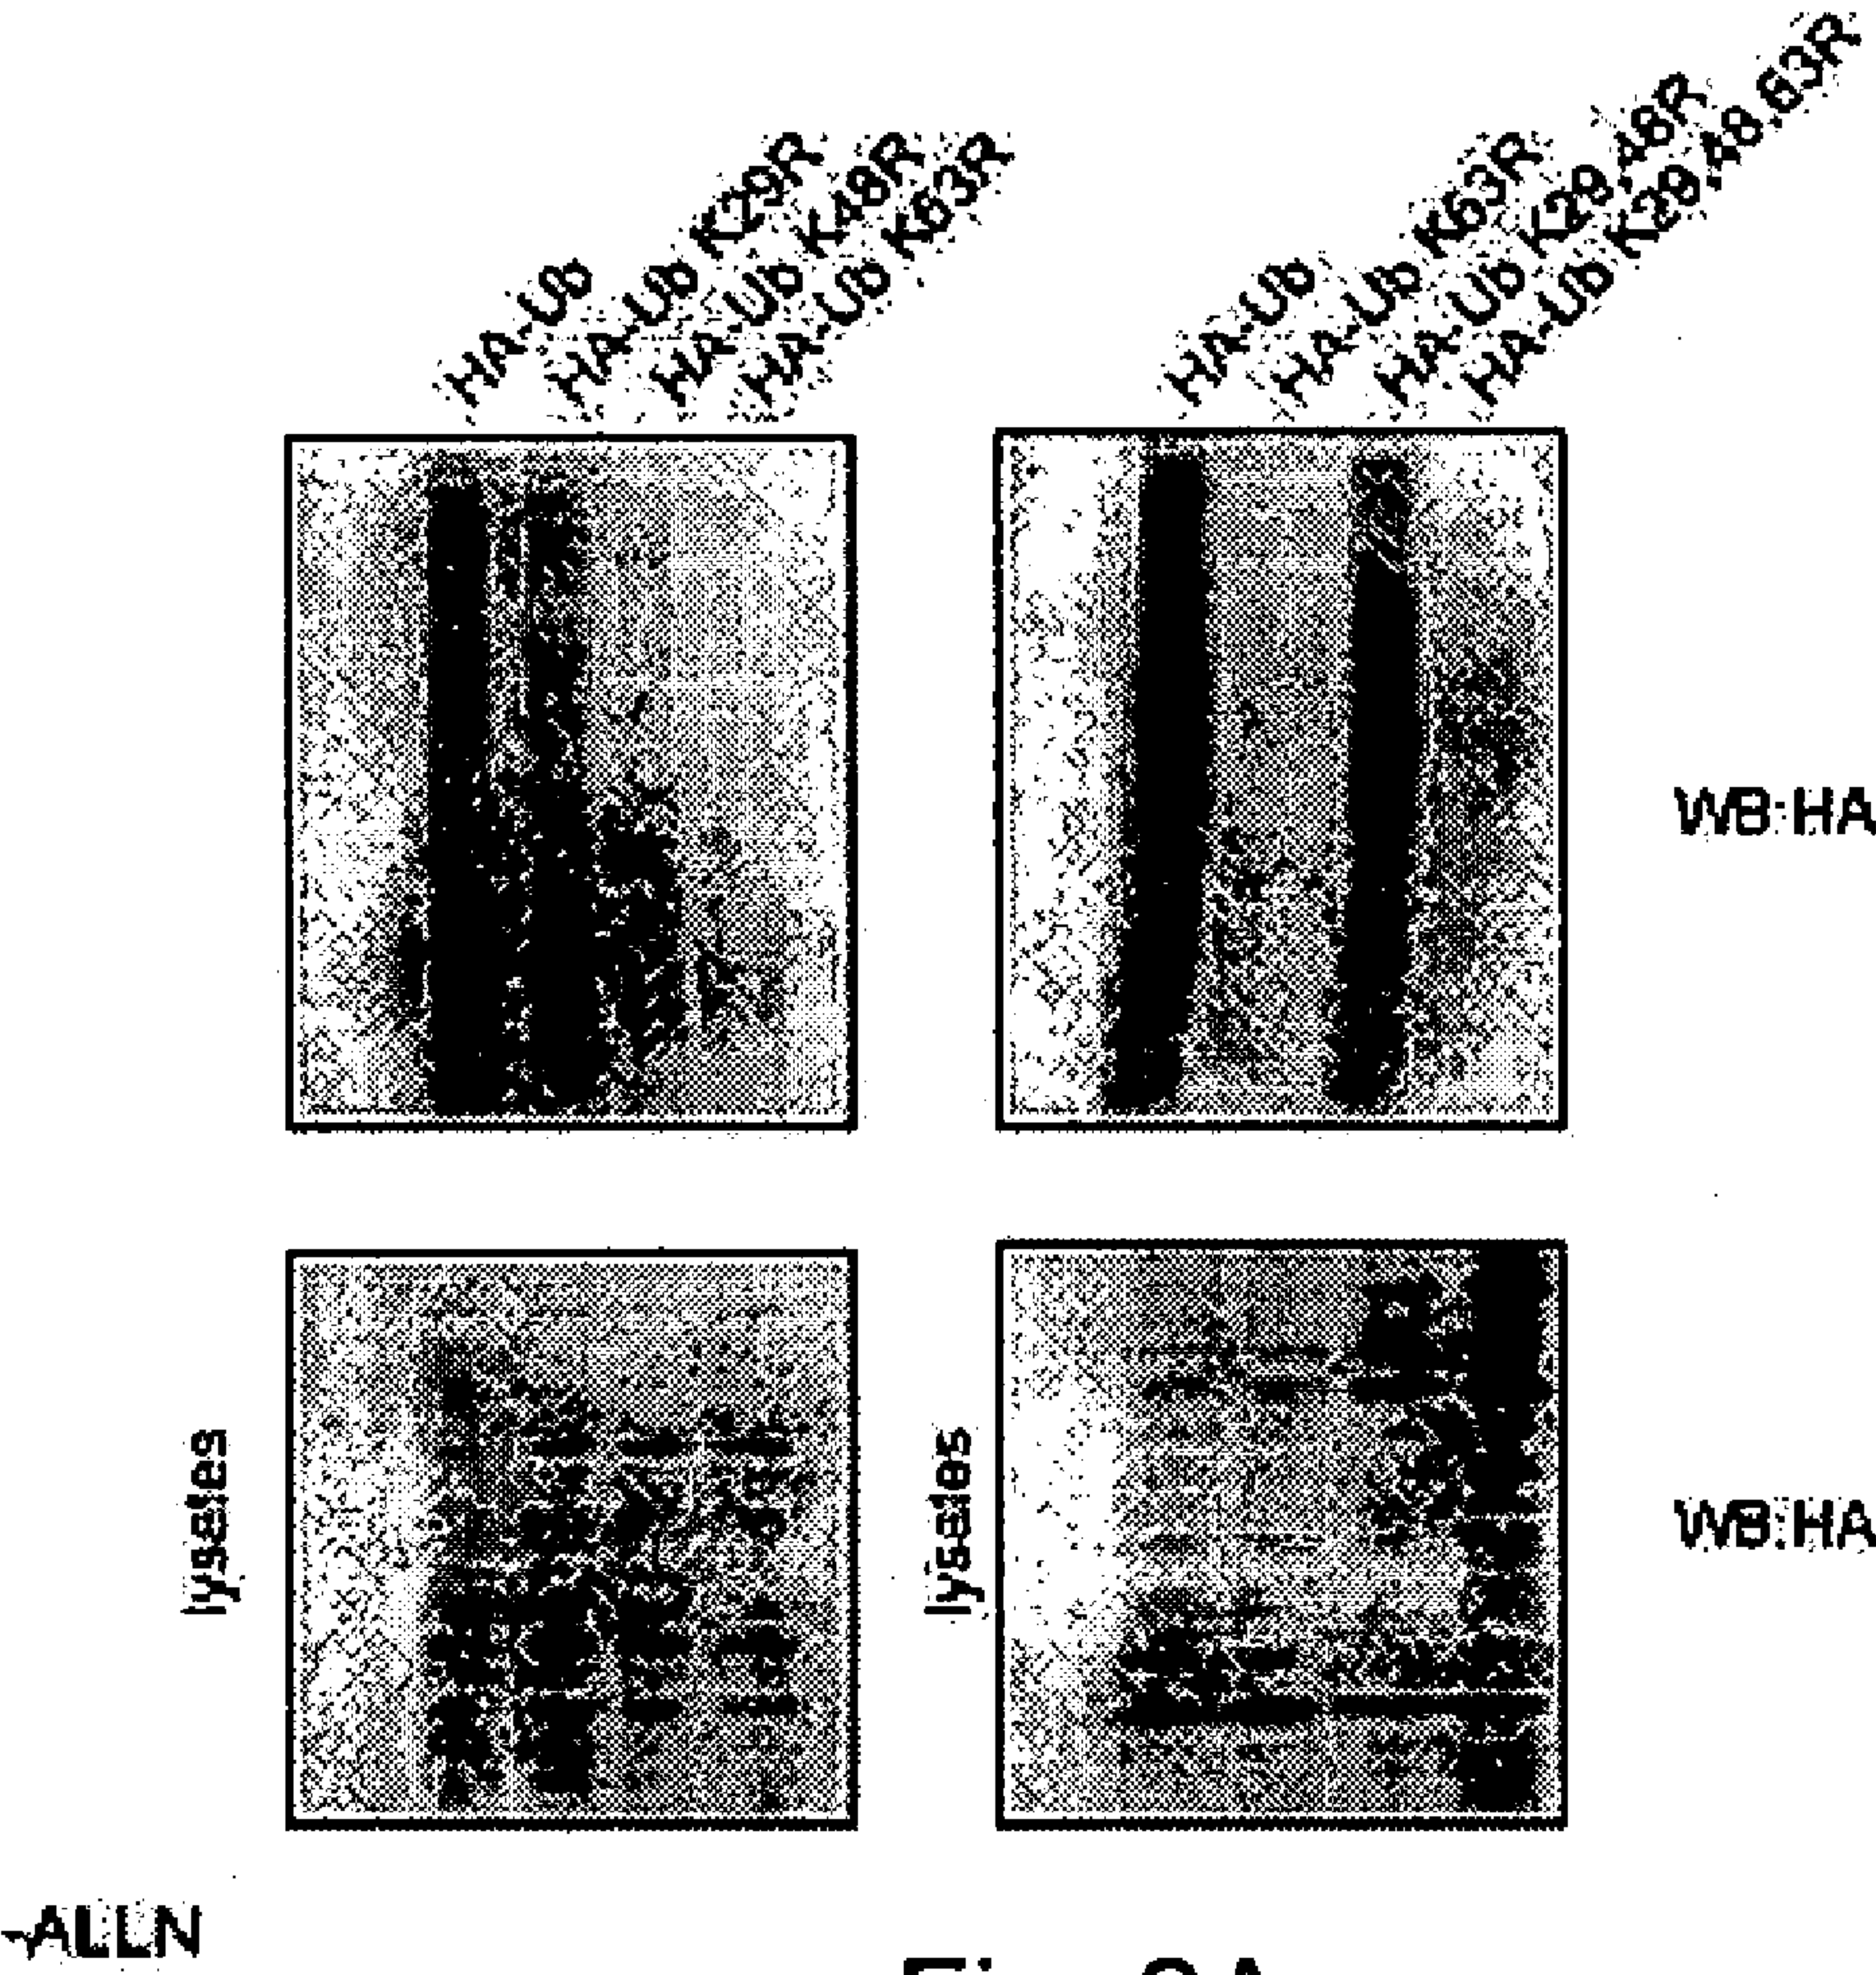 HA-Ub
HA-Ub K29R
HA-Ub K48R
HA-Ub K63R
HA-Ub
HA-Ub K63R
HA-Ub K29,48R
HA-Ub K29,48,63R
WB:HA
lysates
lysates
WB:HA
-ALLN